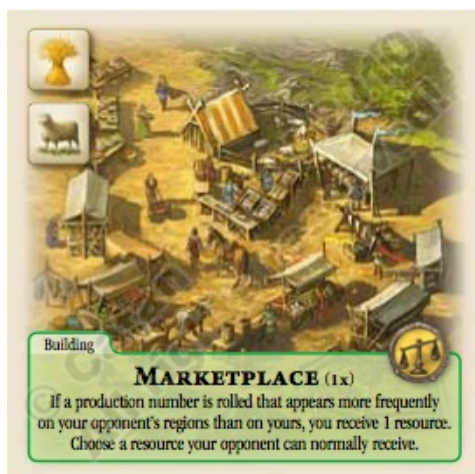 Building
MARKETPLACE (1x)
If a production number is rolled that appears more frequently
on your opponent's regions than on yours, you receive 1 resource.
Choose a resource your opponent can normally receive.